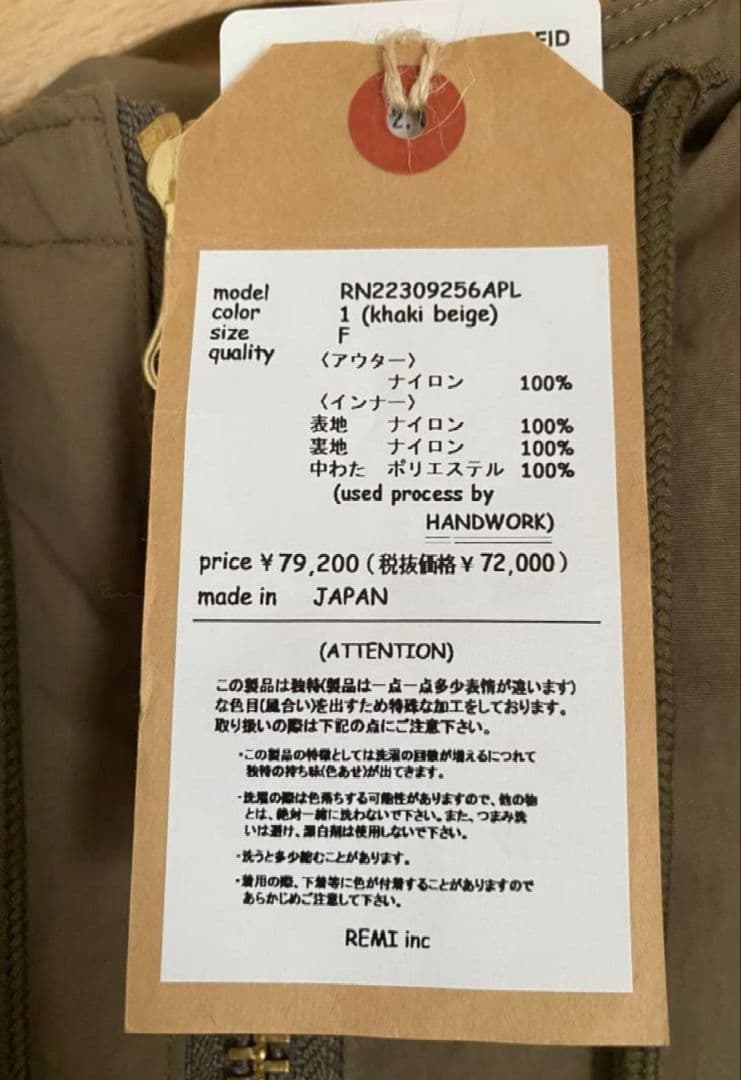 model RN22309256APL
color 1 (khaki beige)
size F
quality 〈アウター〉
ナイロン 100%
〈インナー〉
表地 ナイロン 100%
裏地 ナイロン 100%
中わた ポリエステル 100%
(used process by
HANDWORK)
price ¥79,200(税抜価格¥72,000)
made in JAPAN
(ATTENTION)
この製品は独特(製品は一点一点多少表情が違います)
な色目(風合い)を出すため特殊な加工をしております。
取り扱いの際は下記の点にご注意下さい。
・この製品の特徴としては洗濯の回数が増えるにつれて
独特の持ち味(色あせ)が出てきます。
・洗濯の際は色落ちする可能性がありますので、他の物
とは、絶対一緒に洗わないで下さい。また、つまみ洗
いは避け、漂白剤は使用しないで下さい。
・洗うと多少縮むことがあります。
・着用の際、下着等に色が付着することがありますので
あらかじめご注意して下さい。
REMI inc